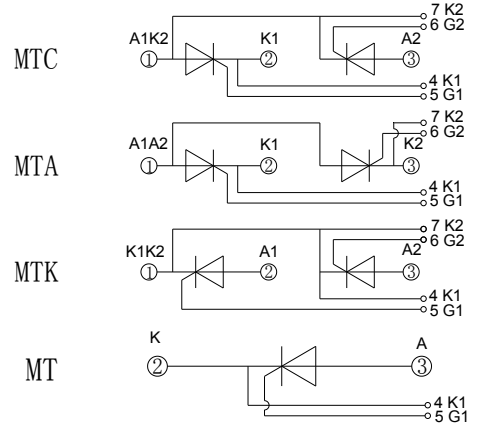 7 K2
6 G2
A1K2 K1 A2
MTC ① ② ③
4 K1
5 G1
7 K2
6 G2
A1A2 K1 K2
MTA ① ② ③
4 K1
5 G1
7 K2
6 G2
K1K2 A1 A2
MTK ① ② ③
4 K1
5 G1
K A
MT ② ③
4 K1
5 G1